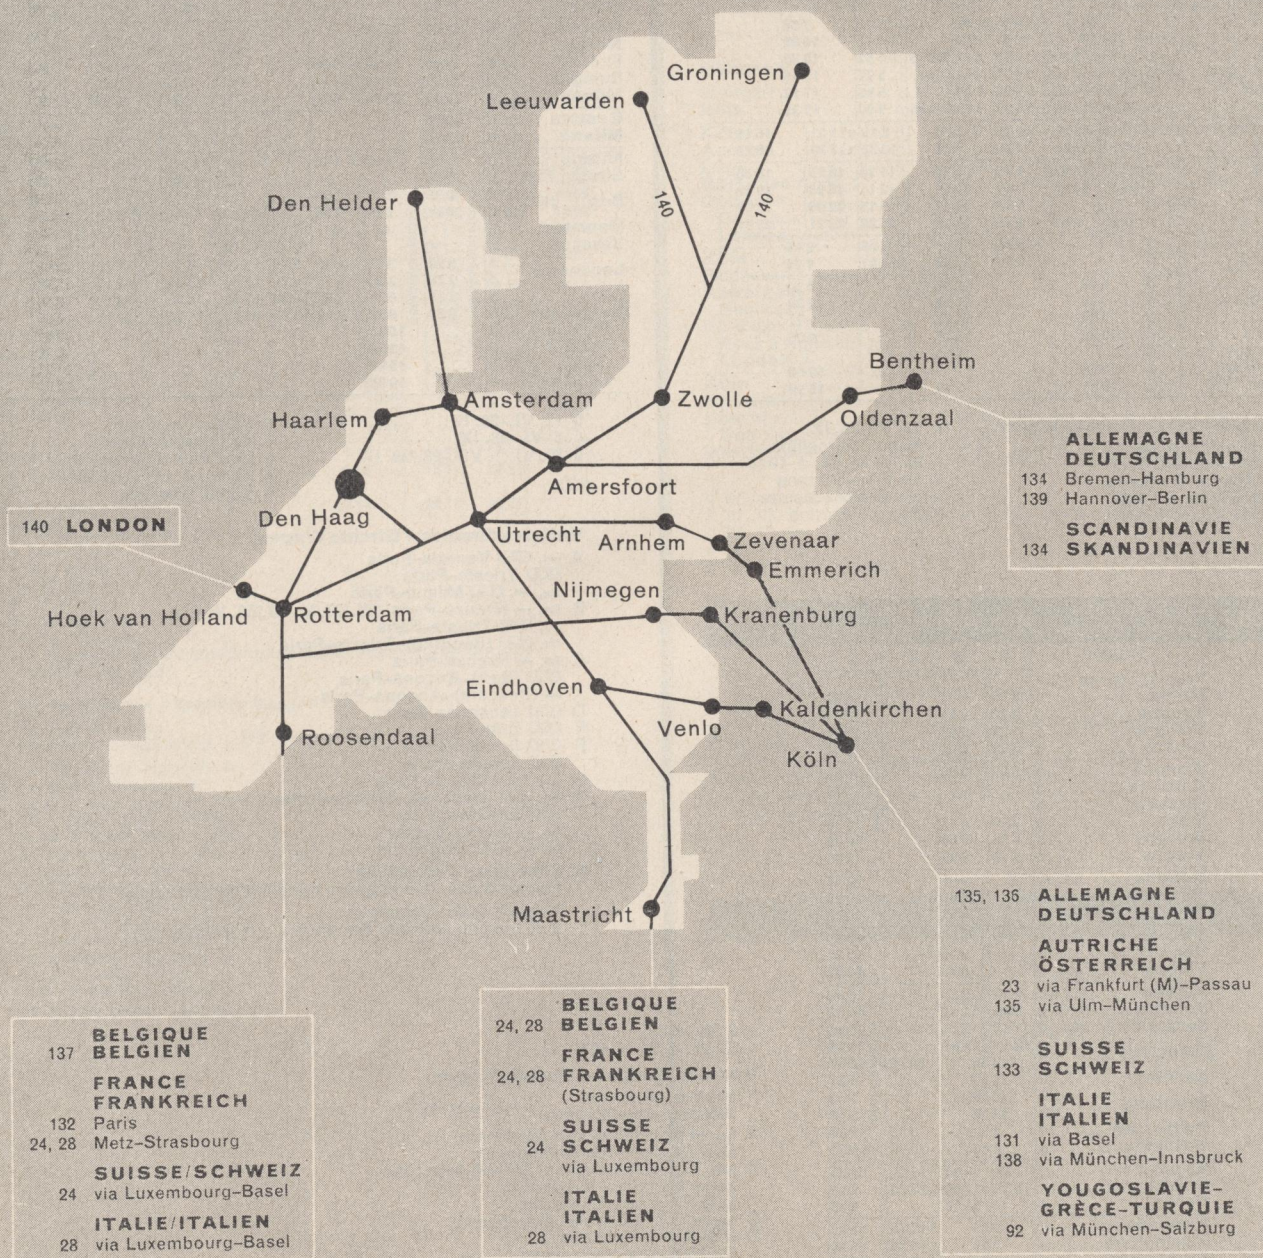 Groningen
Leeuwarden
140
140
Den Helder
Bentheim
Haarlem
Amsterdam
Zwolle
Oldenzaal
Den Haag
Amersfoort
Utrecht
Arnhem
Zevenaar
Emmerich
Hoek van Holland
Rotterdam
Nijmegen
Kranenburg
Eindhoven
Venlo
Kaldenkirchen
Köln
Roosendaal
Maastricht
140 LONDON
ALLEMAGNE
DEUTSCHLAND
134 Bremen–Hamburg
139 Hannover–Berlin
SCANDINAVIE
134 SKANDINAVIEN
BELGIQUE
137 BELGIEN
FRANCE
FRANKREICH
132 Paris
24, 28 Metz–Strasbourg
SUISSE/SCHWEIZ
24 via Luxembourg–Basel
ITALIE/ITALIEN
28 via Luxembourg–Basel
BELGIQUE
24, 28 BELGIEN
FRANCE
24, 28 FRANKREICH
(Strasbourg)
SUISSE
24 SCHWEIZ
via Luxembourg
ITALIE
ITALIEN
28 via Luxembourg
135, 136 ALLEMAGNE
DEUTSCHLAND
AUTRICHE
ÖSTERREICH
23 via Frankfurt (M)–Passau
135 via Ulm–München
SUISSE
133 SCHWEIZ
ITALIE
ITALIEN
131 via Basel
138 via München–Innsbruck
YOUGOSLAVIE–
GRÈCE–TURQUIE
92 via München–Salzburg